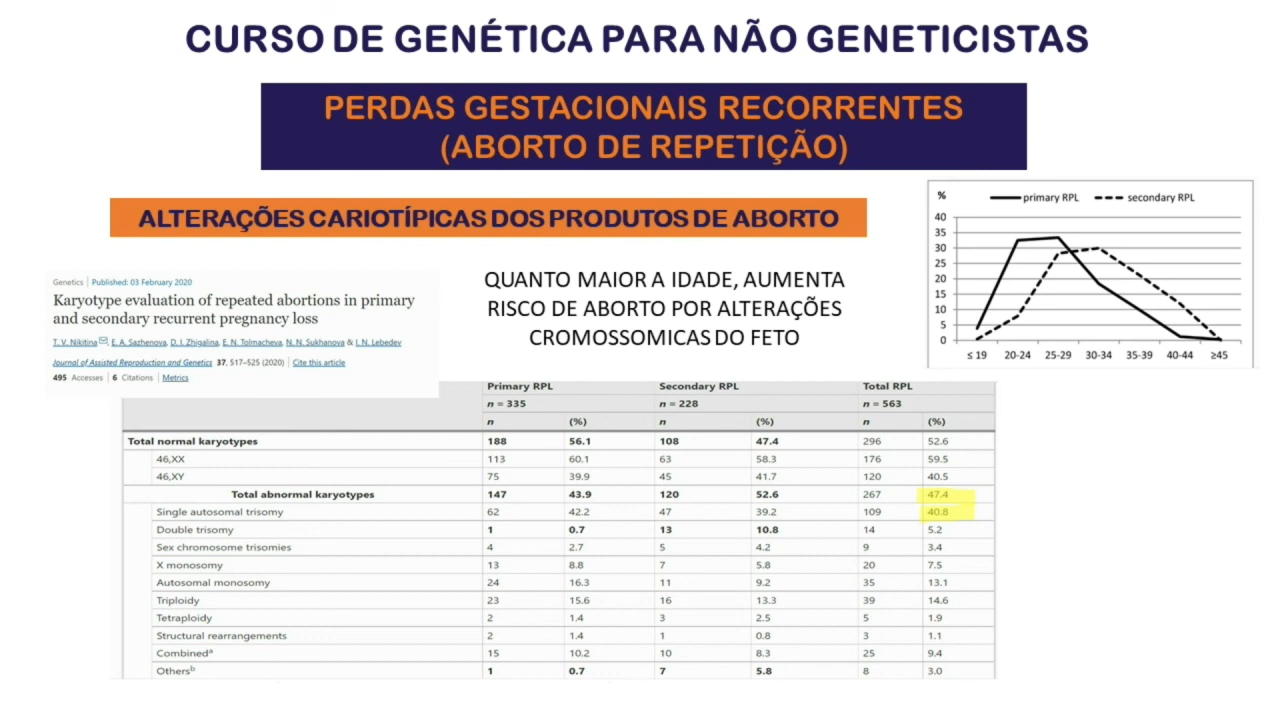 CURSO DE GENÉTICA PARA NÃO GENETICISTAS
PERDAS GESTACIONAIS RECORRENTES
(ABORTO DE REPETIÇÃO)
ALTERAÇÕES CARIOTÍPICAS DOS PRODUTOS DE ABORTO
Genetics | Published: 03 February 2020
Karyotype evaluation of repeated abortions in primary
and secondary recurrent pregnancy loss
T. V. Nikitina, E. A. Sazhenova, D. I. Zhigalina, E. N. Tolmacheva, N. N. Sukhanova & I. N. Lebedev
Journal of Assisted Reproduction and Genetics 37, 517–525 (2020) | Cite this article
495 Accesses | 6 Citations | Metrics
QUANTO MAIOR A IDADE, AUMENTA
RISCO DE ABORTO POR ALTERAÇÕES
CROMOSSOMICAS DO FETO
% primary RPL secondary RPL
40
35
30
25
20
15
10
5
0
≤ 19 20-24 25-29 30-34 35-39 40-44 ≥45
Primary RPL Secondary RPL Total RPL
n = 335 n = 228 n = 563
n (%) n (%) n (%)
Total normal karyotypes 188 56.1 108 47.4 296 52.6
46,XX 113 60.1 63 58.3 176 59.5
46,XY 75 39.9 45 41.7 120 40.5
Total abnormal karyotypes 147 43.9 120 52.6 267 47.4
Single autosomal trisomy 62 42.2 47 39.2 109 40.8
Double trisomy 1 0.7 13 10.8 14 5.2
Sex chromosome trisomies 4 2.7 5 4.2 9 3.4
X monosomy 13 8.8 7 5.8 20 7.5
Autosomal monosomy 24 16.3 11 9.2 35 13.1
Triploidy 23 15.6 16 13.3 39 14.6
Tetraploidy 2 1.4 3 2.5 5 1.9
Structural rearrangements 2 1.4 1 0.8 3 1.1
Combinedᵃ 15 10.2 10 8.3 25 9.4
Othersᵇ 1 0.7 7 5.8 8 3.0